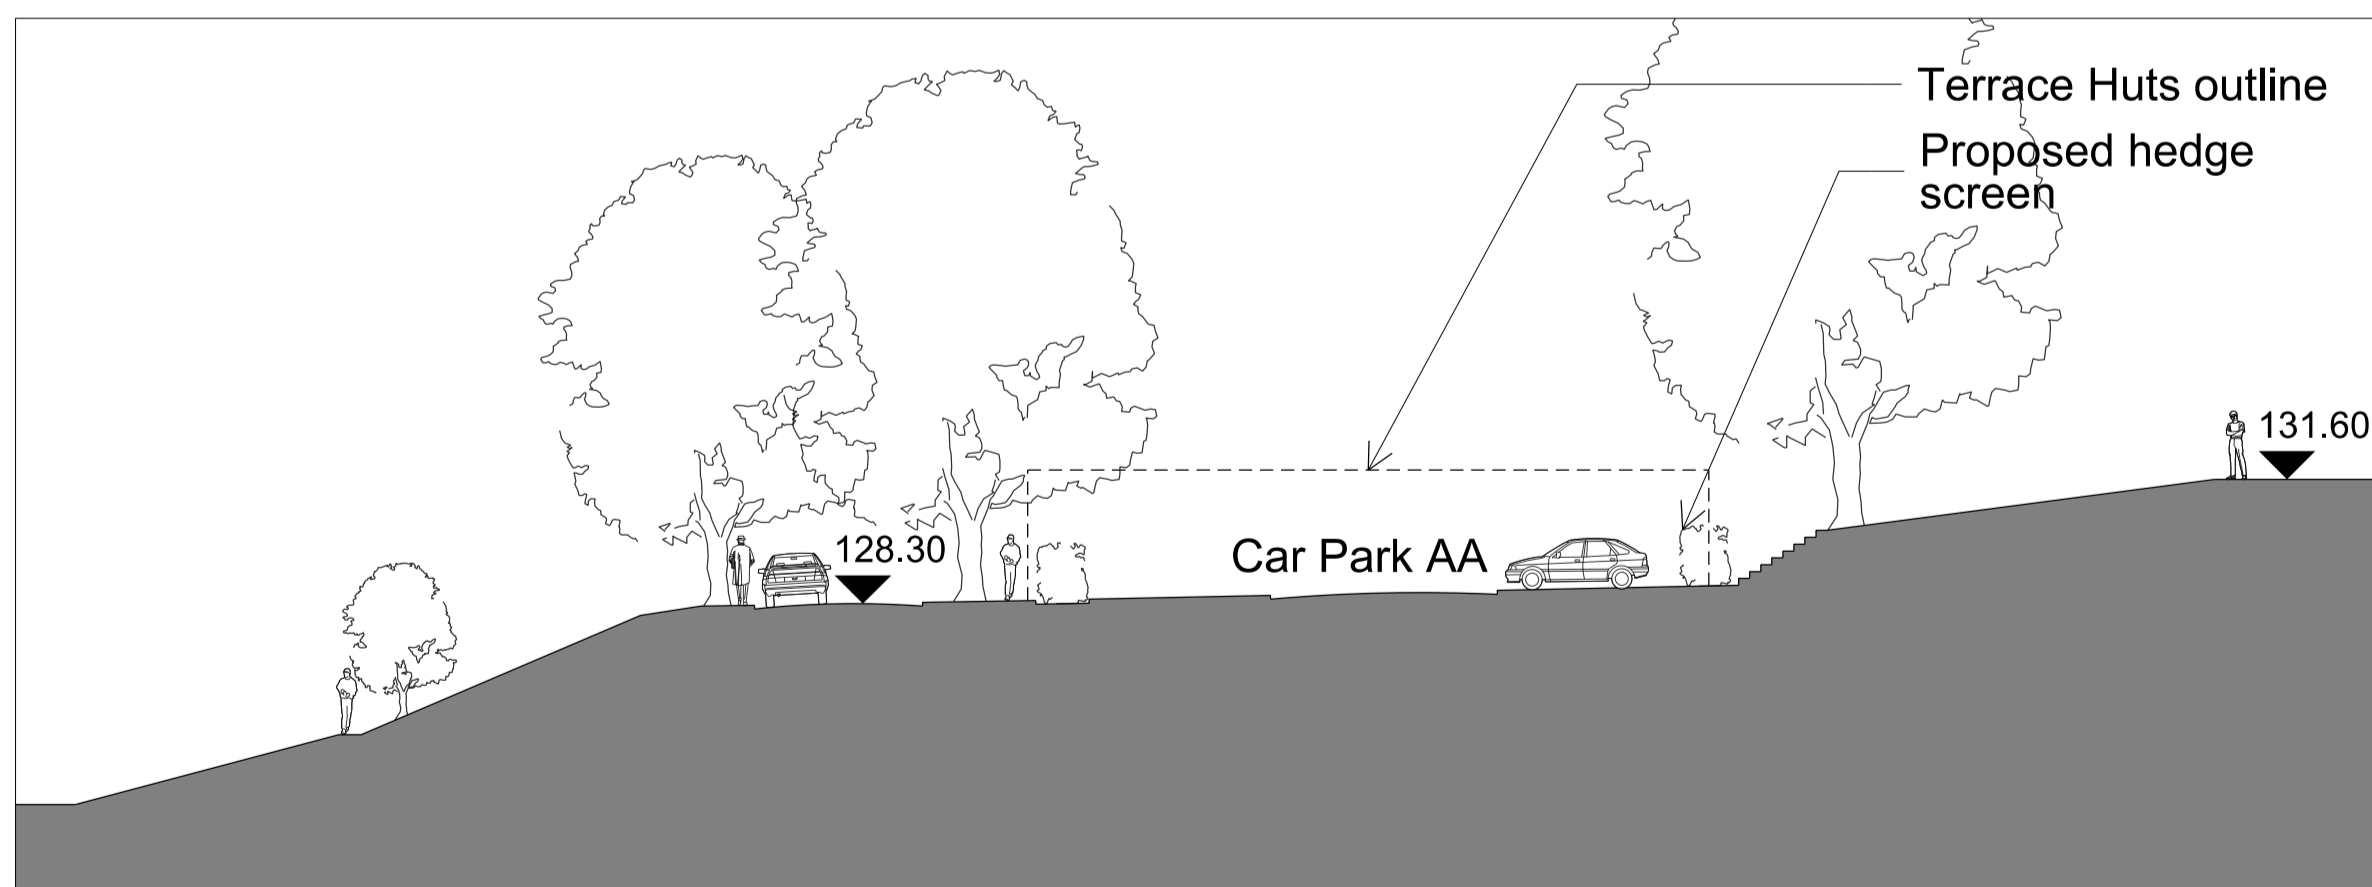 Terrace Huts outline
Proposed hedge
screen
131.60
128.30
Car Park AA